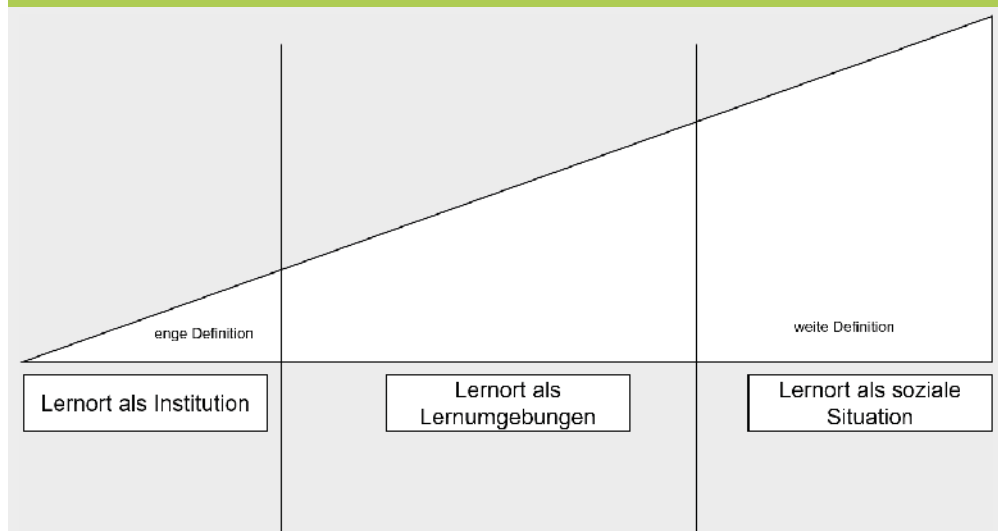 enge Definition
weite Definition
Lernort als Institution
Lernort als
Lernumgebungen
Lernort als soziale
Situation